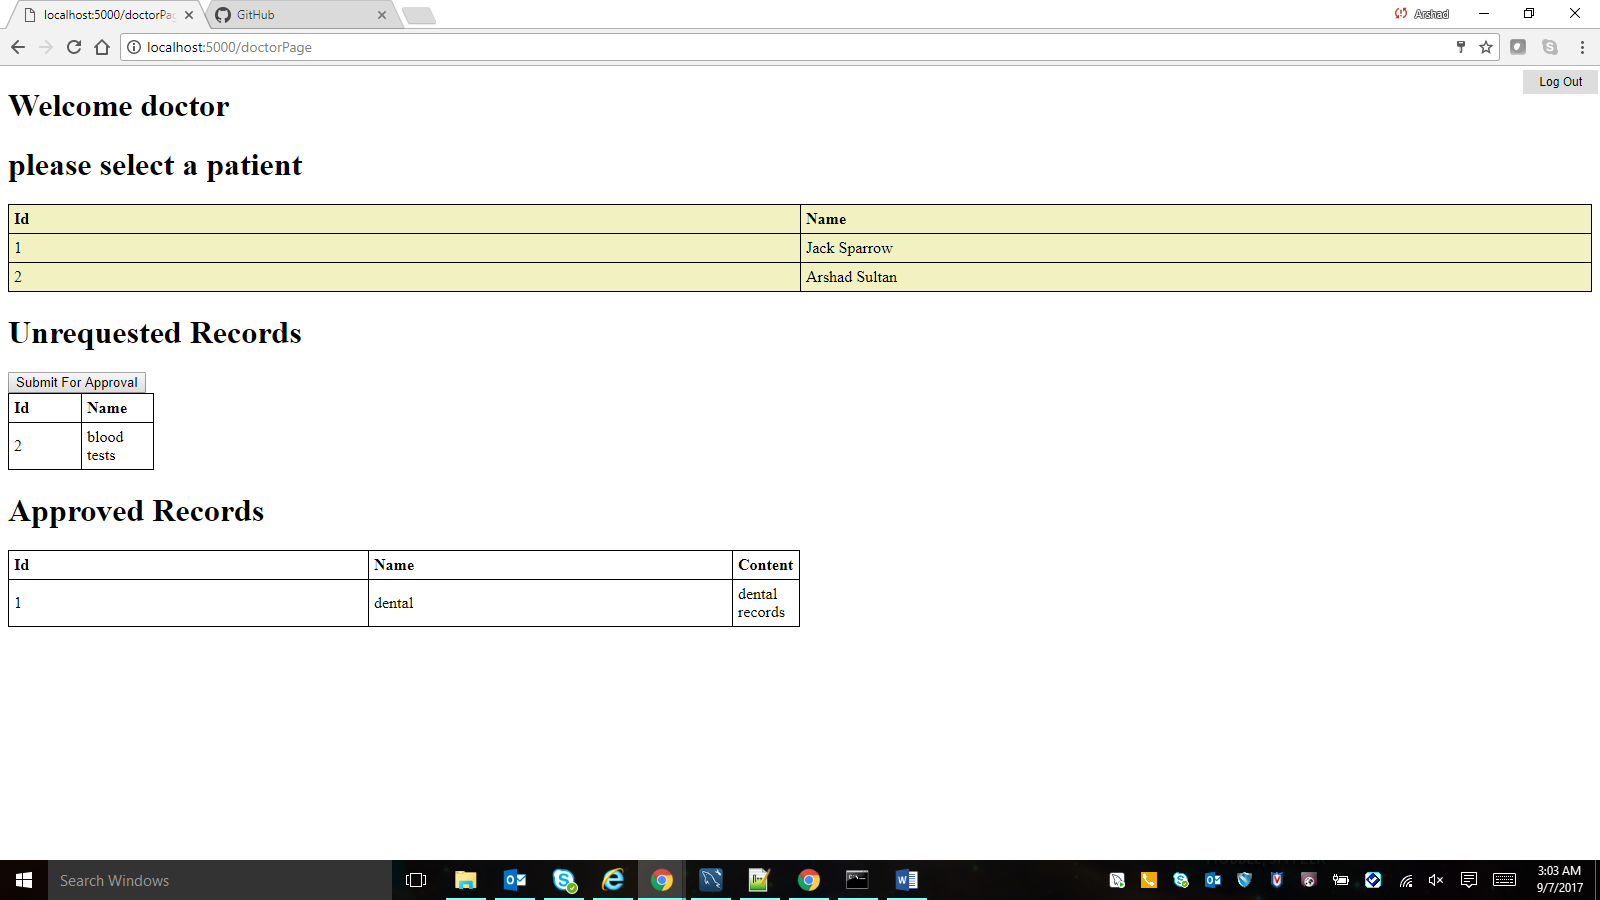 localhost:5000/doctorPa
GitHub
Arshad
localhost:5000/doctorPage
Log Out
Welcome doctor
please select a patient
Id Name
1 Jack Sparrow
2 Arshad Sultan
Unrequested Records
Submit For Approval
Id Name
2 blood
tests
Approved Records
Id Name Content
1 dental dental
records
Search Windows
3:03 AM
9/7/2017